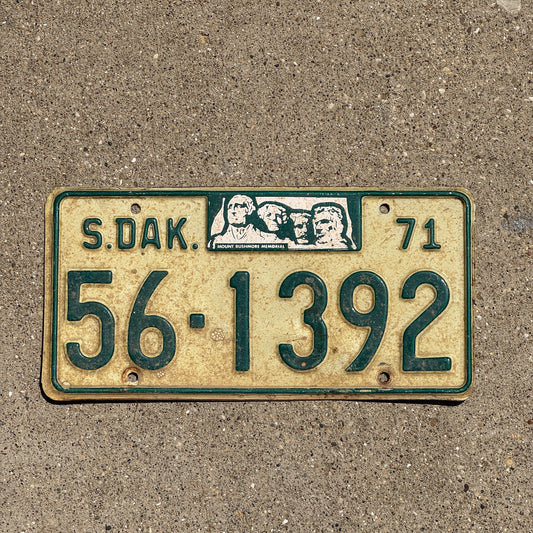 S.DAK.
MOUNT RUSHMORE MEMORIAL
71
56-1392